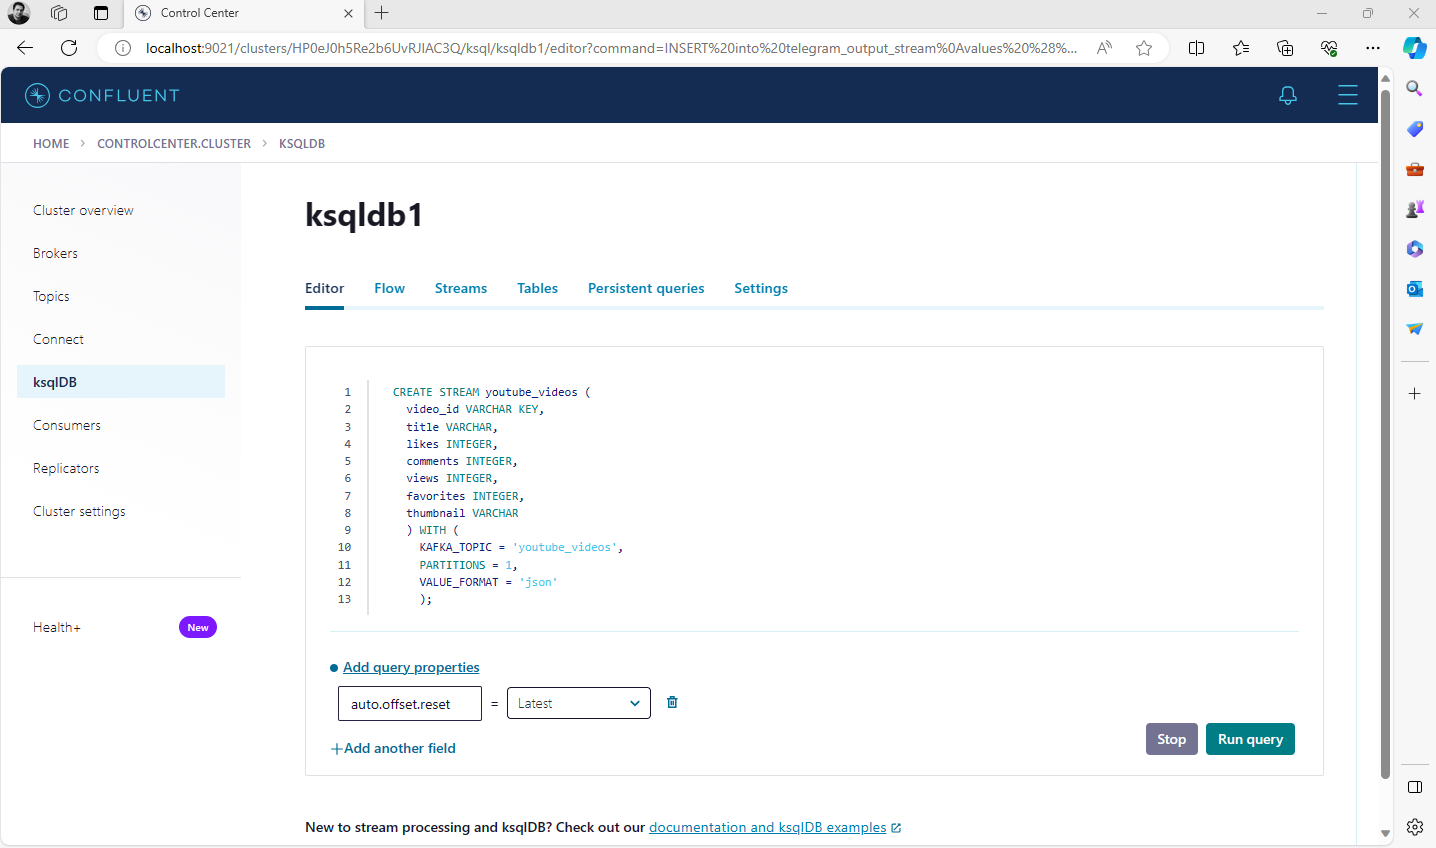 Control Center
localhost:9021/clusters/HP0eJ0h5Re2b6UvRJlAC3Q/ksql/ksqldb1/editor?command=INSERT%20into%20telegram_output_stream%0Avalues%20%28%...
CONFLUENT
HOME > CONTROLCENTER.CLUSTER > KSQLDB
Cluster overview
Brokers
Topics
Connect
ksqlDB
Consumers
Replicators
Cluster settings
Health+ New
ksqldb1
Editor Flow Streams Tables Persistent queries Settings
1 CREATE STREAM youtube_videos (
2 video_id VARCHAR KEY,
3 title VARCHAR,
4 likes INTEGER,
5 comments INTEGER,
6 views INTEGER,
7 favorites INTEGER,
8 thumbnail VARCHAR
9 ) WITH (
10 KAFKA_TOPIC = 'youtube_videos',
11 PARTITIONS = 1,
12 VALUE_FORMAT = 'json'
13 );
Add query properties
auto.offset.reset = Latest
+Add another field
Stop Run query
New to stream processing and ksqlDB? Check out our documentation and ksqlDB examples